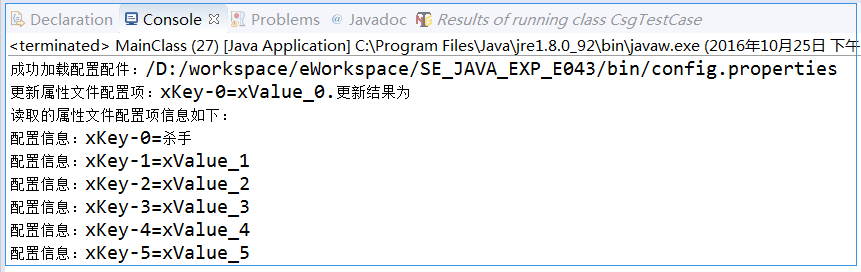 Declaration Console Problems @ Javadoc Results of running class CsgTestCase
<terminated> MainClass (27) [Java Application] C:\Program Files\Java\jre1.8.0_92\bin\javaw.exe (2016年10月25日 下午
成功加载配置配件：/D:/workspace/eWorkspace/SE_JAVA_EXP_E043/bin/config.properties
更新属性文件配置项：xKey-0=xValue_0.更新结果为
读取的属性文件配置项信息如下：
配置信息：xKey-0=杀手
配置信息：xKey-1=xValue_1
配置信息：xKey-2=xValue_2
配置信息：xKey-3=xValue_3
配置信息：xKey-4=xValue_4
配置信息：xKey-5=xValue_5